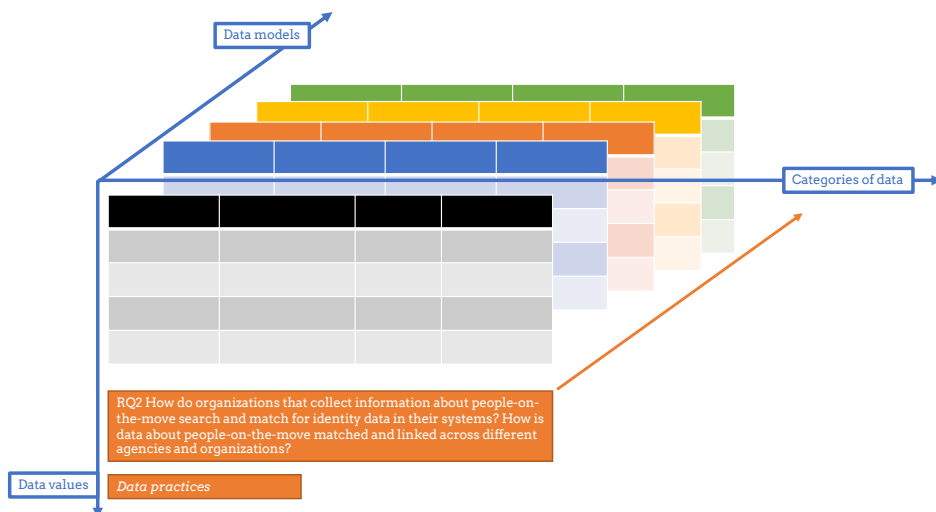 Data models
Categories of data
RQ2 How do organizations that collect information about people-on-
the-move search and match for identity data in their systems? How is
data about people-on-the-move matched and linked across different
agencies and organizations?
Data values
Data practices